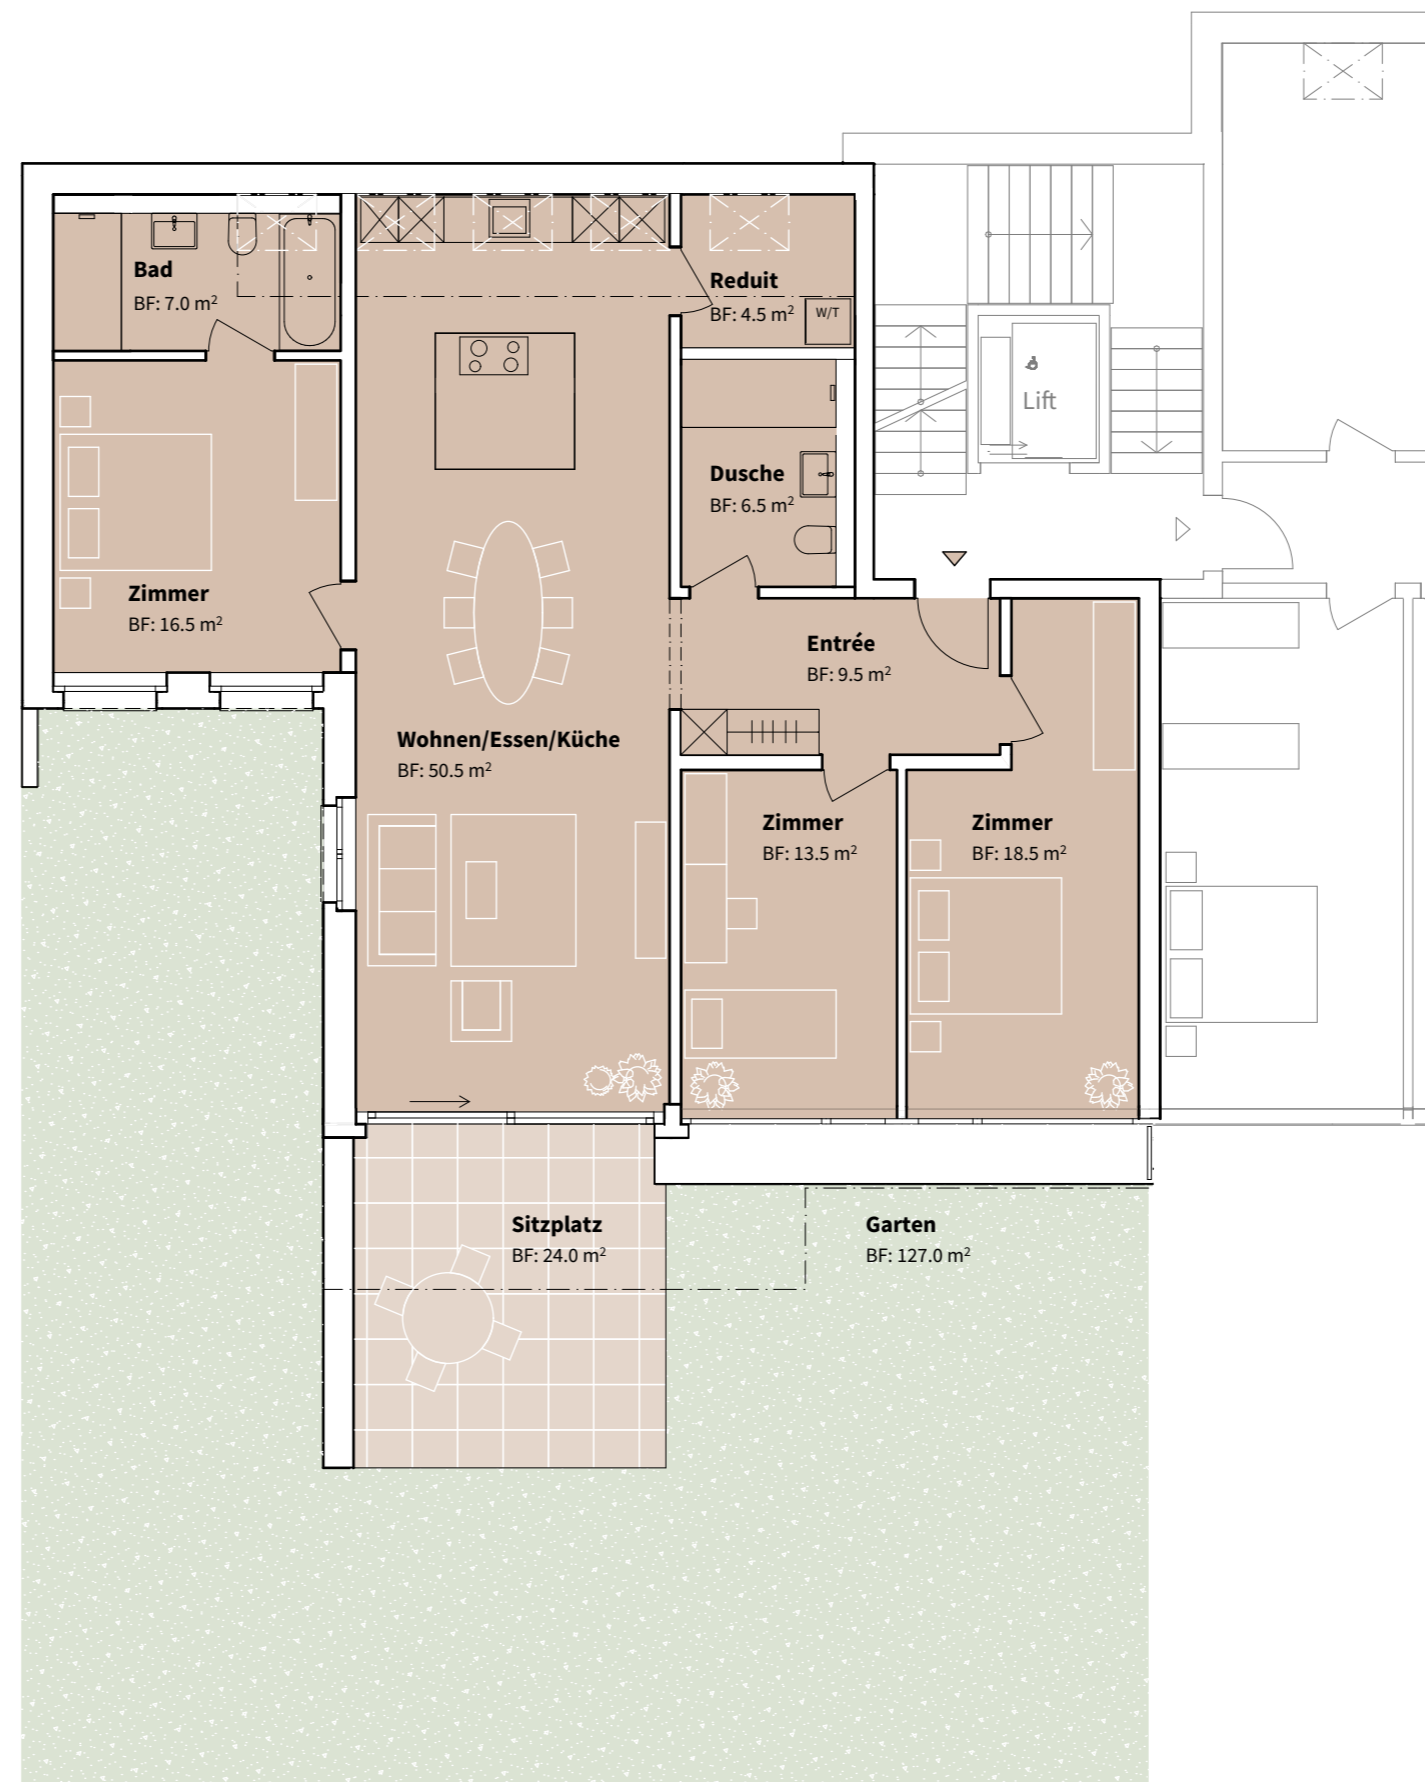 Bad
BF: 7.0 m²
Reduit
BF: 4.5 m²
W/T
Lift
Dusche
BF: 6.5 m²
Zimmer
BF: 16.5 m²
Entrée
BF: 9.5 m²
Wohnen/Essen/Küche
BF: 50.5 m²
Zimmer
BF: 13.5 m²
Zimmer
BF: 18.5 m²
Sitzplatz
BF: 24.0 m²
Garten
BF: 127.0 m²